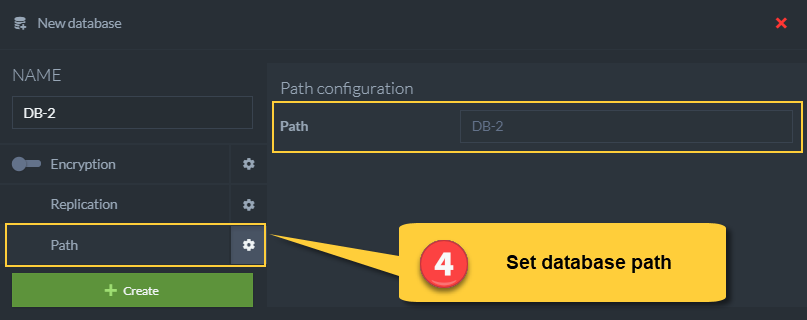 New database
NAME
DB-2
Encryption
Replication
Path
Create
Path configuration
Path
DB-2
4
Set database path